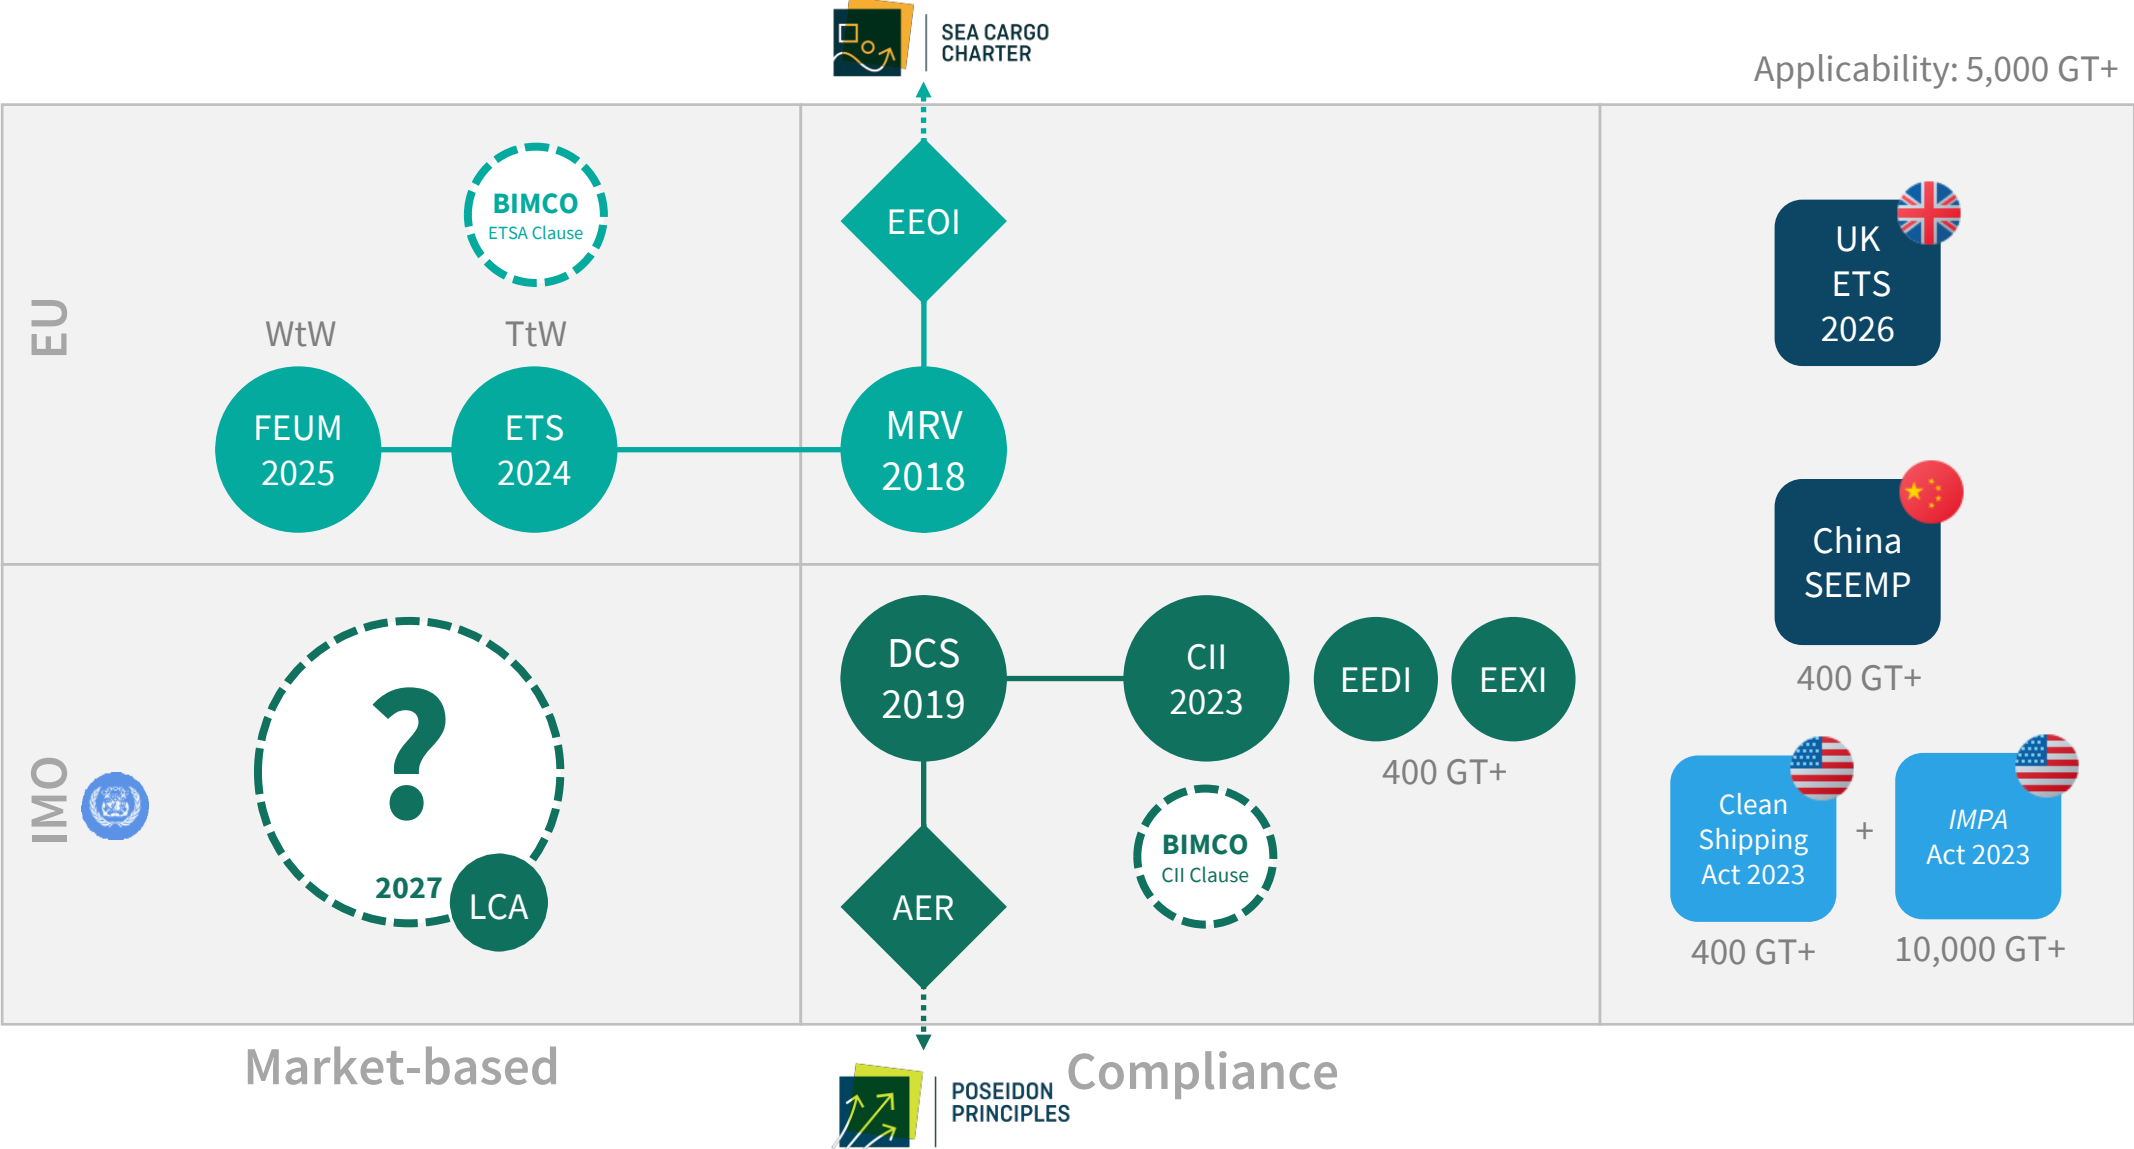 SEA CARGO
CHARTER
Applicability: 5,000 GT+
EU
BIMCO
ETSA Clause
WtW
TtW
FEUM
2025
ETS
2024
EEOI
MRV
2018
UK
ETS
2026
China
SEEMP
400 GT+
IMO
?
2027
LCA
DCS
2019
CII
2023
EEDI
EEXI
400 GT+
BIMCO
CII Clause
AER
Clean
Shipping
Act 2023
+
IMPA
Act 2023
400 GT+
10,000 GT+
Market-based
Compliance
POSEIDON
PRINCIPLES